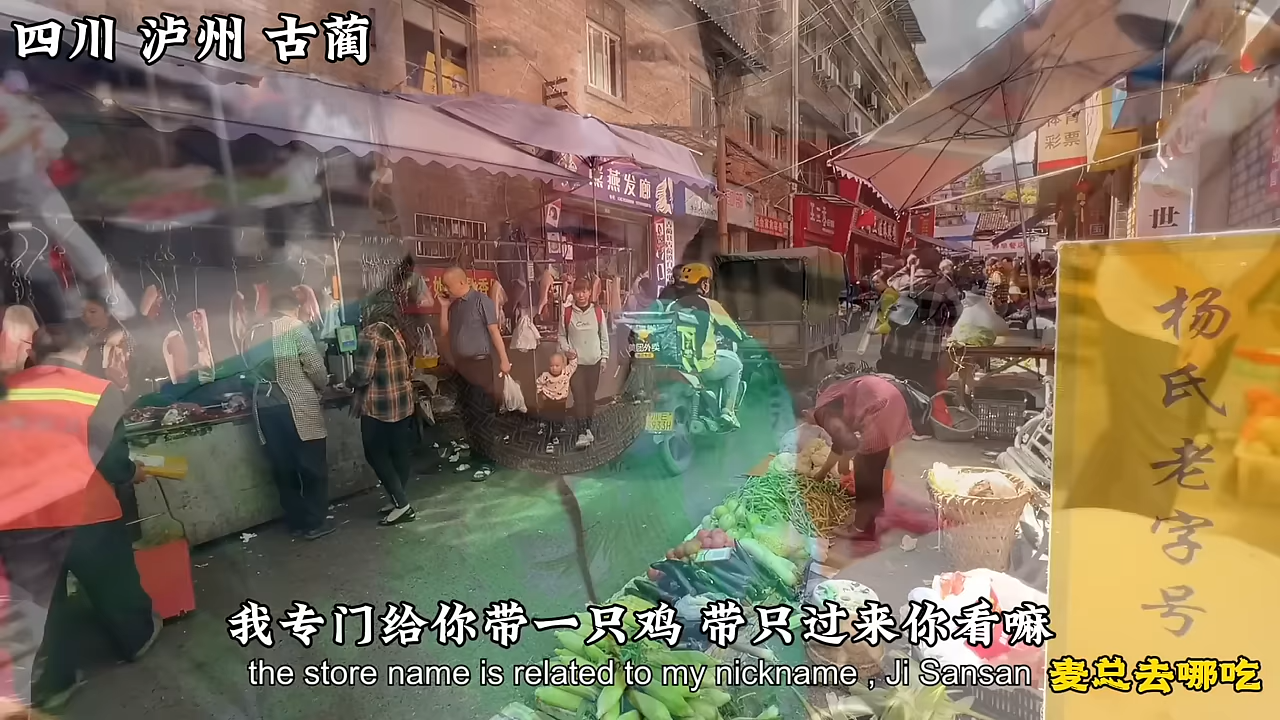 四川 泸州 古蔺
燕发廊
体育
彩票
世
杨氏老字号
我专门给你带一只鸡 带只过来你看嘛
the store name is related to my nickname , Ji Sansan
麦总去哪吃